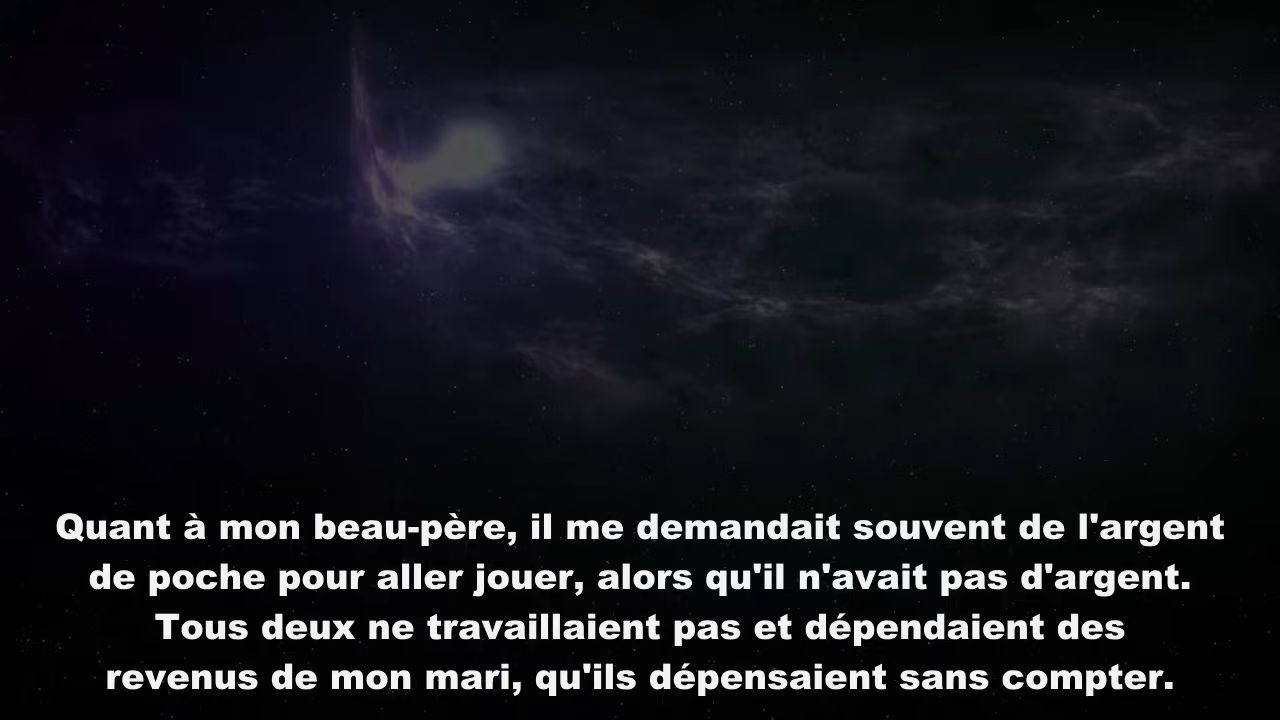 Quant à mon beau-père, il me demandait souvent de l'argent
de poche pour aller jouer, alors qu'il n'avait pas d'argent.
Tous deux ne travaillaient pas et dépendaient des
revenus de mon mari, qu'ils dépensaient sans compter.